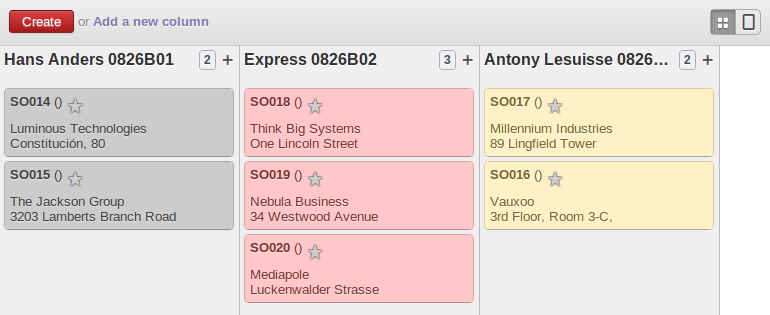 Create or Add a new column
Hans Anders 0826B01 2 +
SO014 ()
Luminous Technologies
Constitución, 80
SO015 ()
The Jackson Group
3203 Lamberts Branch Road
Express 0826B02 3 +
SO018 ()
Think Big Systems
One Lincoln Street
SO019 ()
Nebula Business
34 Westwood Avenue
SO020 ()
Mediapole
Luckenwalder Strasse
Antony Lesuisse 0826... 2 +
SO017 ()
Millennium Industries
89 Lingfield Tower
SO016 ()
Vauxoo
3rd Floor, Room 3-C,